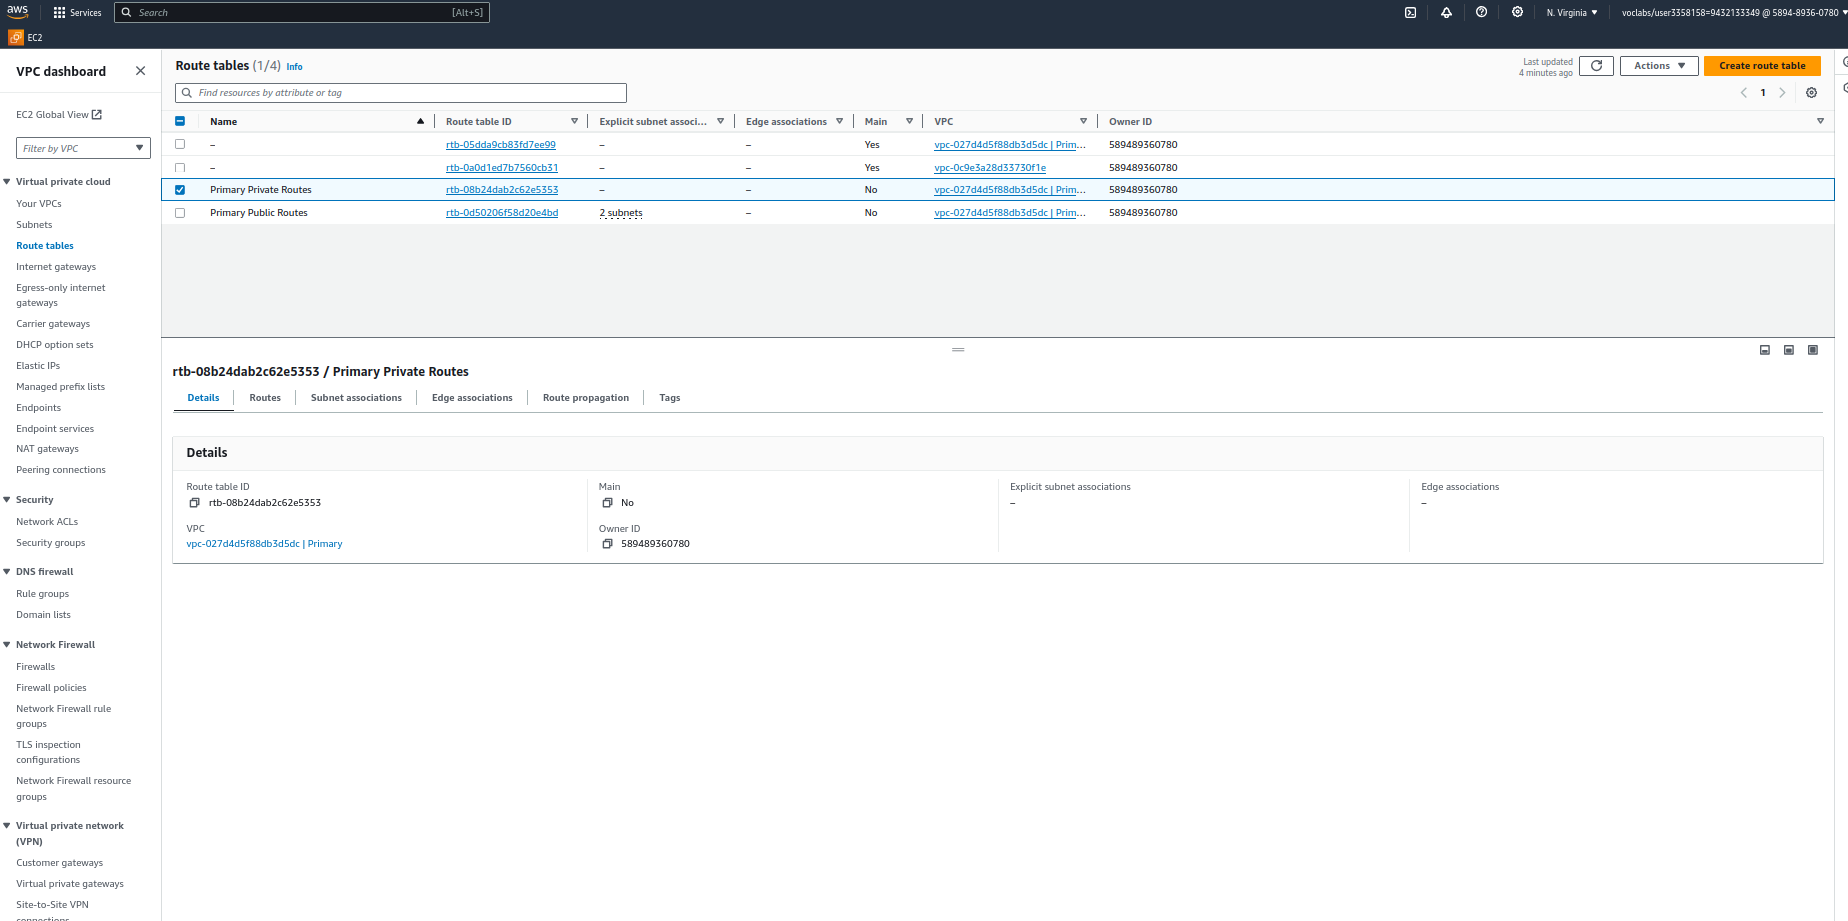 aws
Services
Search [Alt+S]
N. Virginia
voclabs/user3358158=9432133349 @ 5894-8936-0780
EC2
VPC dashboard
EC2 Global View
Filter by VPC
Virtual private cloud
Your VPCs
Subnets
Route tables
Internet gateways
Egress-only internet
gateways
Carrier gateways
DHCP option sets
Elastic IPs
Managed prefix lists
Endpoints
Endpoint services
NAT gateways
Peering connections
Security
Network ACLs
Security groups
DNS firewall
Rule groups
Domain lists
Network Firewall
Firewalls
Firewall policies
Network Firewall rule
groups
TLS inspection
configurations
Network Firewall resource
groups
Virtual private network
(VPN)
Customer gateways
Virtual private gateways
Site-to-Site VPN
connections
Route tables (1/4) Info
Last updated
4 minutes ago
Actions
Create route table
Find resources by attribute or tag
1
Name Route table ID Explicit subnet associ... Edge associations Main VPC Owner ID
– rtb-05dda9cb83fd7ee99 – – Yes vpc-027d4d5f88db3d5dc | Prim... 589489360780
– rtb-0a0d1ed7b7560cb31 – – Yes vpc-0c9e3a28d33730f1e 589489360780
Primary Private Routes rtb-08b24dab2c62e5353 – – No vpc-027d4d5f88db3d5dc | Prim... 589489360780
Primary Public Routes rtb-0d50206f58d20e4bd 2 subnets – No vpc-027d4d5f88db3d5dc | Prim... 589489360780
rtb-08b24dab2c62e5353 / Primary Private Routes
Details Routes Subnet associations Edge associations Route propagation Tags
Details
Route table ID
rtb-08b24dab2c62e5353
VPC
vpc-027d4d5f88db3d5dc | Primary
Main
No
Owner ID
589489360780
Explicit subnet associations
–
Edge associations
–